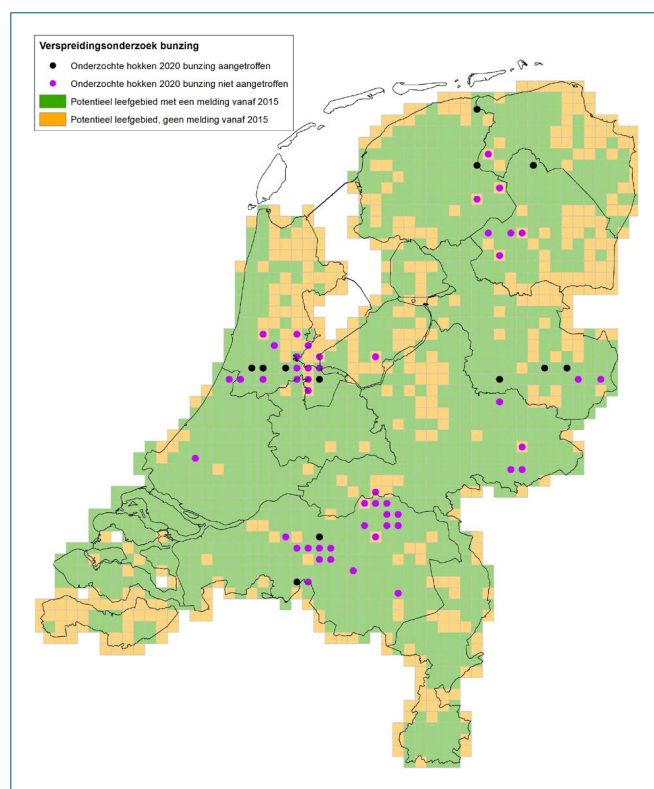 Verspreidingsonderzoek bunzing
Onderzochte hokken 2020 bunzing aangetroffen
Onderzochte hokken 2020 bunzing niet aangetroffen
Potentieel leefgebied met een melding vanaf 2015
Potentieel leefgebied, geen melding vanaf 2015